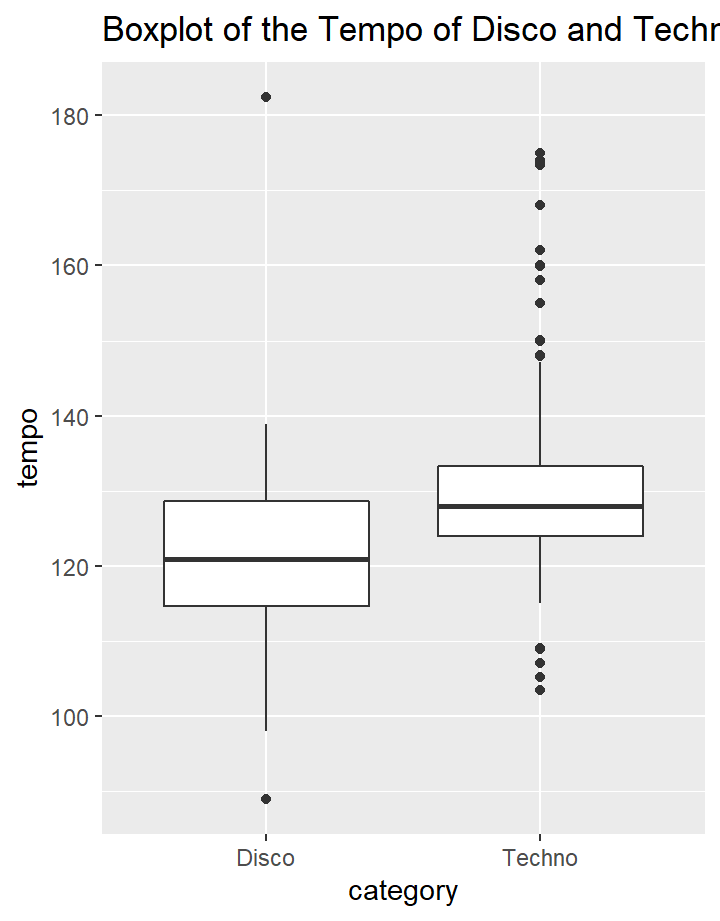 Boxplot of the Tempo of Disco and Techn
180
160
140
120
100
tempo
Disco Techno
category